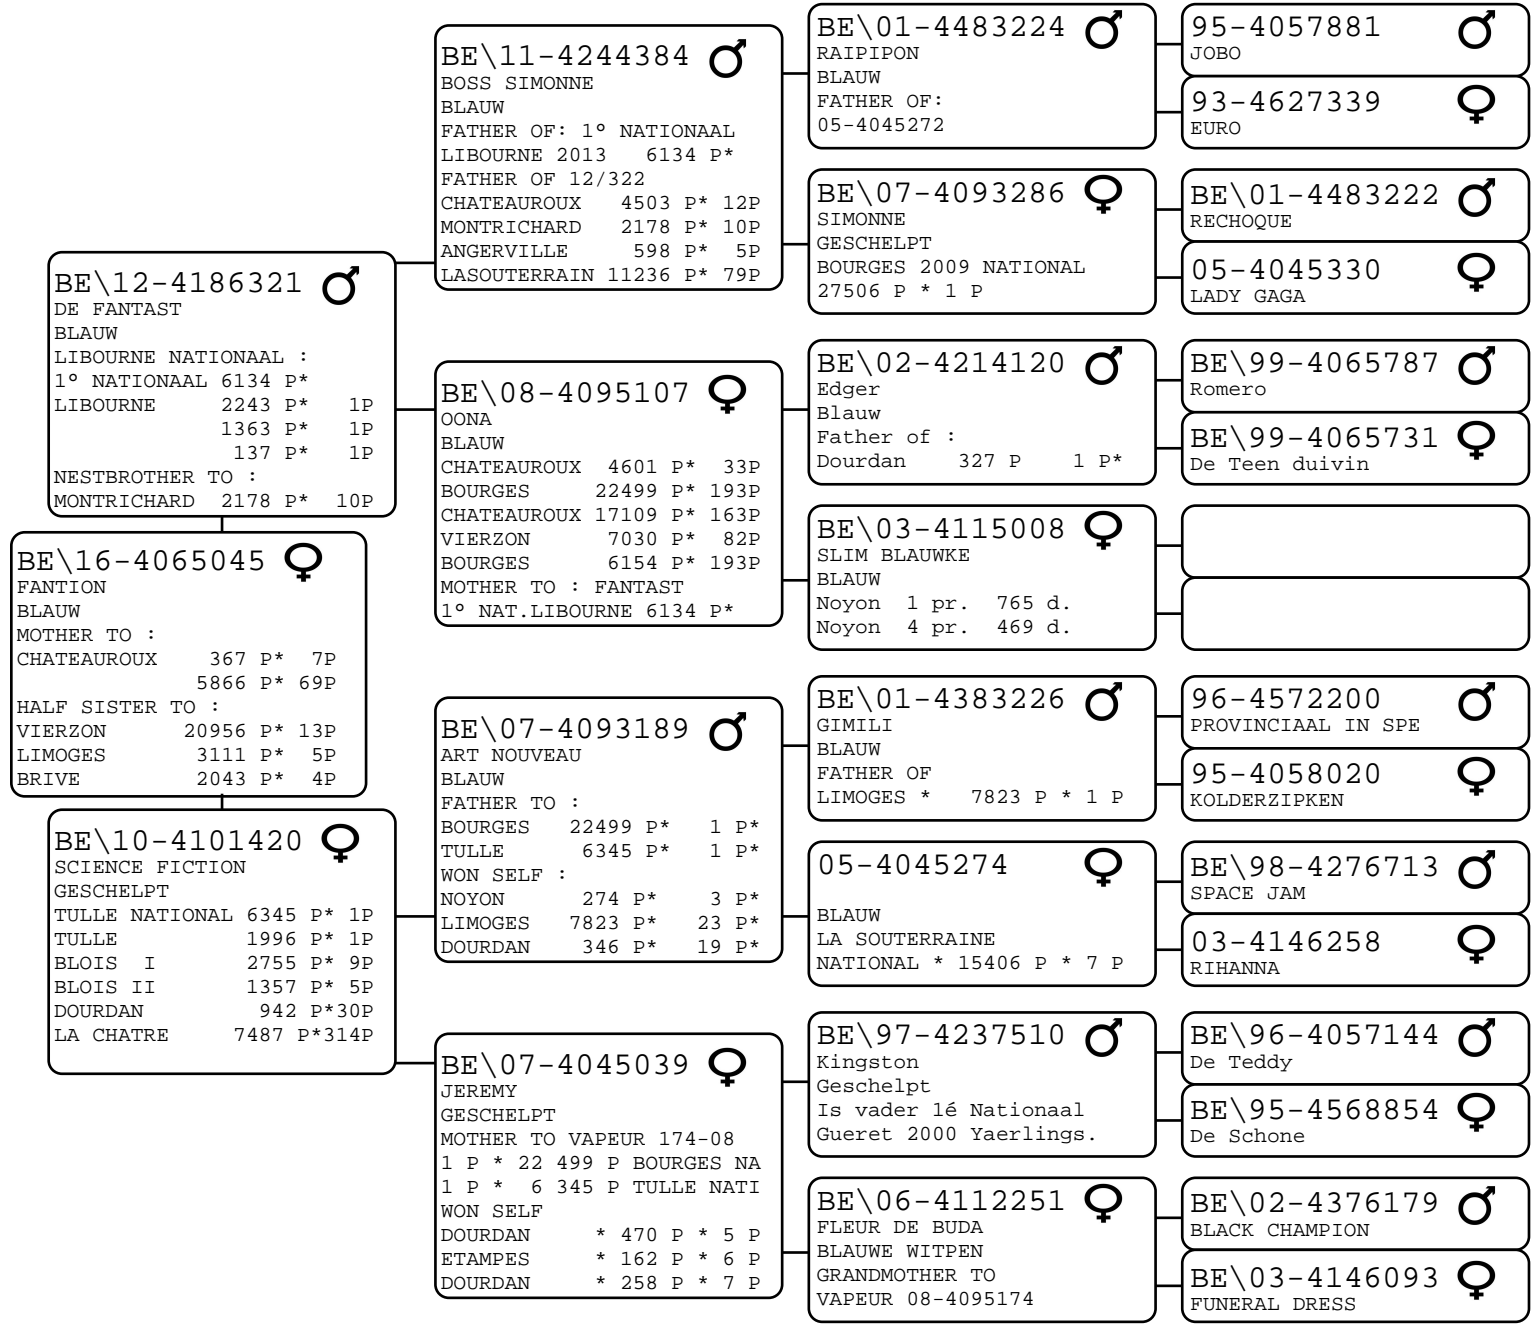 BE\16-4065045
FANTION
BLAUW
MOTHER TO :
CHATEAUROUX 367 P* 7P
5866 P* 69P
HALF SISTER TO :
VIERZON 20956 P* 13P
LIMOGES 3111 P* 5P
BRIVE 2043 P* 4P
BE\12-4186321
DE FANTAST
BLAUW
LIBOURNE NATIONAAL :
1° NATIONAAL 6134 P*
LIBOURNE 2243 P* 1P
1363 P* 1P
137 P* 1P
NESTBROTHER TO :
MONTRICHARD 2178 P* 10P
BE\10-4101420
SCIENCE FICTION
GESCHELPT
TULLE NATIONAL 6345 P* 1P
TULLE 1996 P* 1P
BLOIS I 2755 P* 9P
BLOIS II 1357 P* 5P
DOURDAN 942 P*30P
LA CHATRE 7487 P*314P
BE\11-4244384
BOSS SIMONNE
BLAUW
FATHER OF: 1° NATIONAAL
LIBOURNE 2013 6134 P*
FATHER OF 12/322
CHATEAUROUX 4503 P* 12P
MONTRICHARD 2178 P* 10P
ANGERVILLE 598 P* 5P
LASOUTERRAIN 11236 P* 79P
BE\08-4095107
OONA
BLAUW
CHATEAUROUX 4601 P* 33P
BOURGES 22499 P* 193P
CHATEAUROUX 17109 P* 163P
VIERZON 7030 P* 82P
BOURGES 6154 P* 193P
MOTHER TO : FANTAST
1° NAT.LIBOURNE 6134 P*
BE\07-4093189
ART NOUVEAU
BLAUW
FATHER TO :
BOURGES 22499 P* 1 P*
TULLE 6345 P* 1 P*
WON SELF :
NOYON 274 P* 3 P*
LIMOGES 7823 P* 23 P*
DOURDAN 346 P* 19 P*
BE\07-4045039
JEREMY
GESCHELPT
MOTHER TO VAPEUR 174-08
1 P * 22 499 P BOURGES NA
1 P * 6 345 P TULLE NATI
WON SELF
DOURDAN * 470 P * 5 P
ETAMPES * 162 P * 6 P
DOURDAN * 258 P * 7 P
BE\01-4483224
RAIPIPON
BLAUW
FATHER OF:
05-4045272
BE\07-4093286
SIMONNE
GESCHELPT
BOURGES 2009 NATIONAL
27506 P * 1 P
BE\02-4214120
Edger
Blauw
Father of :
Dourdan 327 P 1 P*
BE\03-4115008
SLIM BLAUWKE
BLAUW
Noyon 1 pr. 765 d.
Noyon 4 pr. 469 d.
BE\01-4383226
GIMILI
BLAUW
FATHER OF
LIMOGES * 7823 P * 1 P
05-4045274
BLAUW
LA SOUTERRAINE
NATIONAL * 15406 P * 7 P
BE\97-4237510
Kingston
Geschelpt
Is vader 1é Nationaal
Gueret 2000 Yaerlings.
BE\06-4112251
FLEUR DE BUDA
BLAUWE WITPEN
GRANDMOTHER TO
VAPEUR 08-4095174
95-4057881
JOBO
93-4627339
EURO
BE\01-4483222
RECHOQUE
05-4045330
LADY GAGA
BE\99-4065787
Romero
BE\99-4065731
De Teen duivin
96-4572200
PROVINCIAAL IN SPE
95-4058020
KOLDERZIPKEN
BE\98-4276713
SPACE JAM
03-4146258
RIHANNA
BE\96-4057144
De Teddy
BE\95-4568854
De Schone
BE\02-4376179
BLACK CHAMPION
BE\03-4146093
FUNERAL DRESS